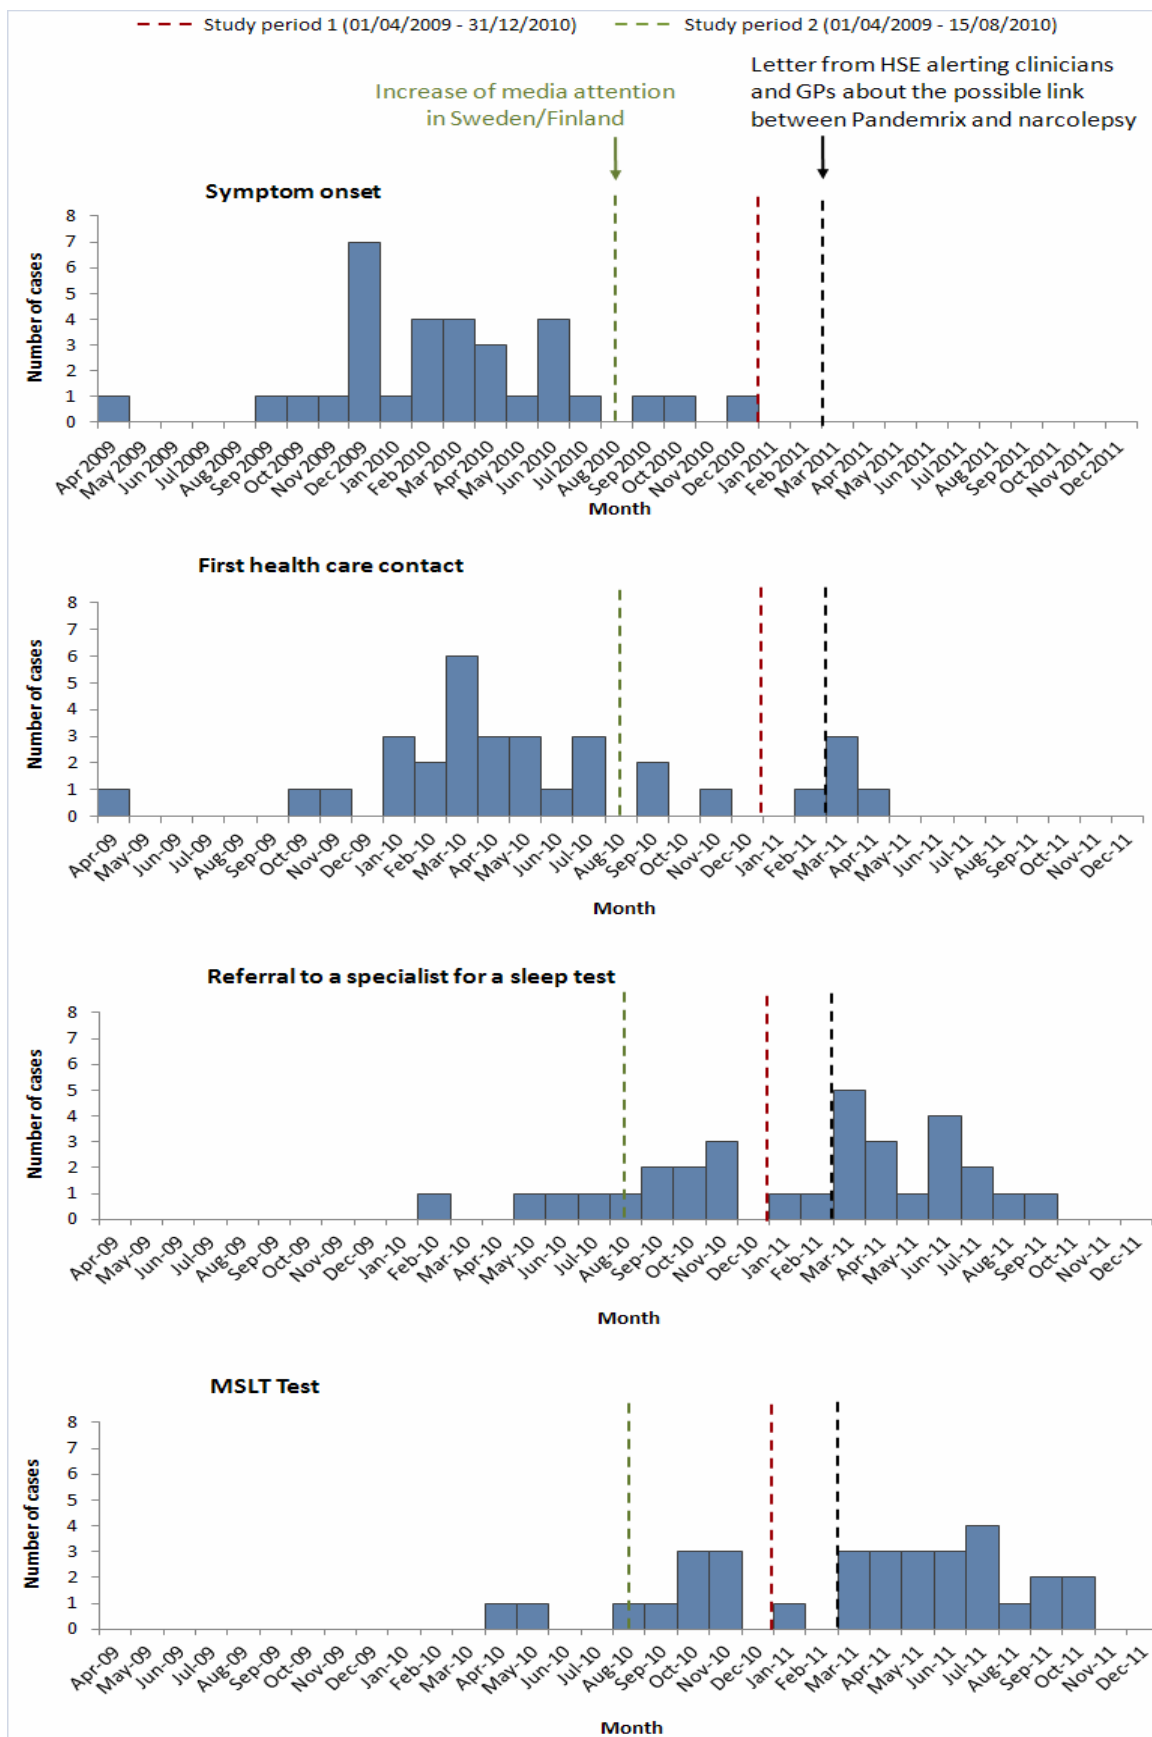 Study period 1 (01/04/2009 - 31/12/2010) Study period 2 (01/04/2009 - 15/08/2010)
Increase of media attention
in Sweden/Finland
Letter from HSE alerting clinicians
and GPs about the possible link
between Pandemrix and narcolepsy
Symptom onset
Number of cases
8
7
6
5
4
3
2
1
0
Apr 2009 May 2009 Jun 2009 Jul 2009 Aug 2009 Sep 2009 Oct 2009 Nov 2009 Dec 2009 Jan 2010 Feb 2010 Mar 2010 Apr 2010 May 2010 Jun 2010 Jul 2010 Aug 2010 Sep 2010 Oct 2010 Nov 2010 Dec 2010 Jan 2011 Feb 2011 Mar 2011 Apr 2011 May 2011 Jun 2011 Jul 2011 Aug 2011 Sep 2011 Oct 2011 Nov 2011 Dec 2011
Month
First health care contact
Number of cases
8
7
6
5
4
3
2
1
0
Apr-09 May-09 Jun-09 Jul-09 Aug-09 Sep-09 Oct-09 Nov-09 Dec-09 Jan-10 Feb-10 Mar-10 Apr-10 May-10 Jun-10 Jul-10 Aug-10 Sep-10 Oct-10 Nov-10 Dec-10 Jan-11 Feb-11 Mar-11 Apr-11 May-11 Jun-11 Jul-11 Aug-11 Sep-11 Oct-11 Nov-11 Dec-11
Month
Referral to a specialist for a sleep test
Number of cases
8
7
6
5
4
3
2
1
0
Apr-09 May-09 Jun-09 Jul-09 Aug-09 Sep-09 Oct-09 Nov-09 Dec-09 Jan-10 Feb-10 Mar-10 Apr-10 May-10 Jun-10 Jul-10 Aug-10 Sep-10 Oct-10 Nov-10 Dec-10 Jan-11 Feb-11 Mar-11 Apr-11 May-11 Jun-11 Jul-11 Aug-11 Sep-11 Oct-11 Nov-11 Dec-11
Month
MSLT Test
Number of cases
8
7
6
5
4
3
2
1
0
Apr-09 May-09 Jun-09 Jul-09 Aug-09 Sep-09 Oct-09 Nov-09 Dec-09 Jan-10 Feb-10 Mar-10 Apr-10 May-10 Jun-10 Jul-10 Aug-10 Sep-10 Oct-10 Nov-10 Dec-10 Jan-11 Feb-11 Mar-11 Apr-11 May-11 Jun-11 Jul-11 Aug-11 Sep-11 Oct-11 Nov-11 Dec-11
Month